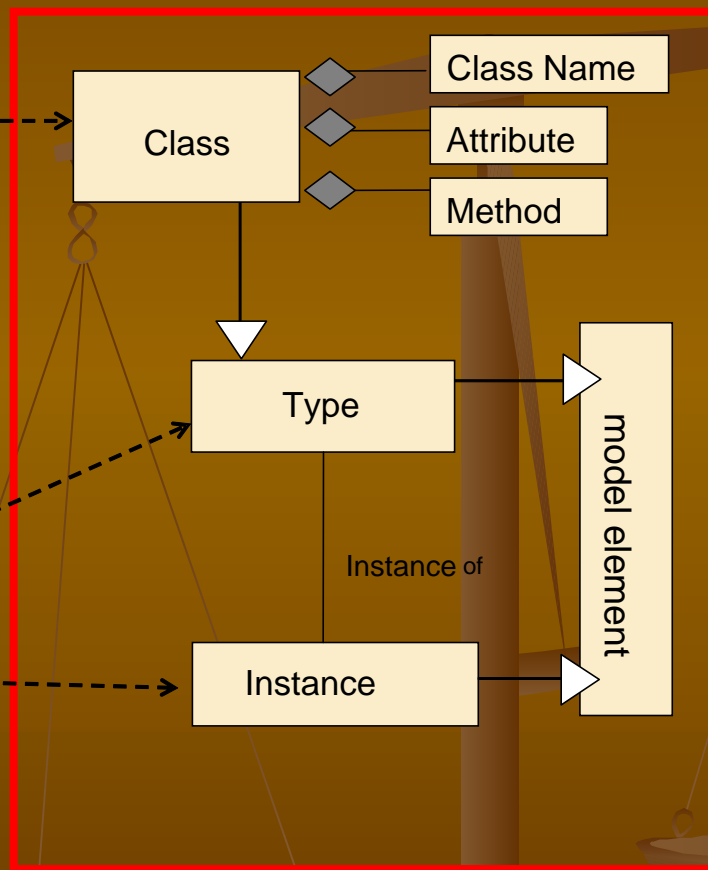 Class Name
Class
Attribute
Method
Type
model element
Instance of
Instance